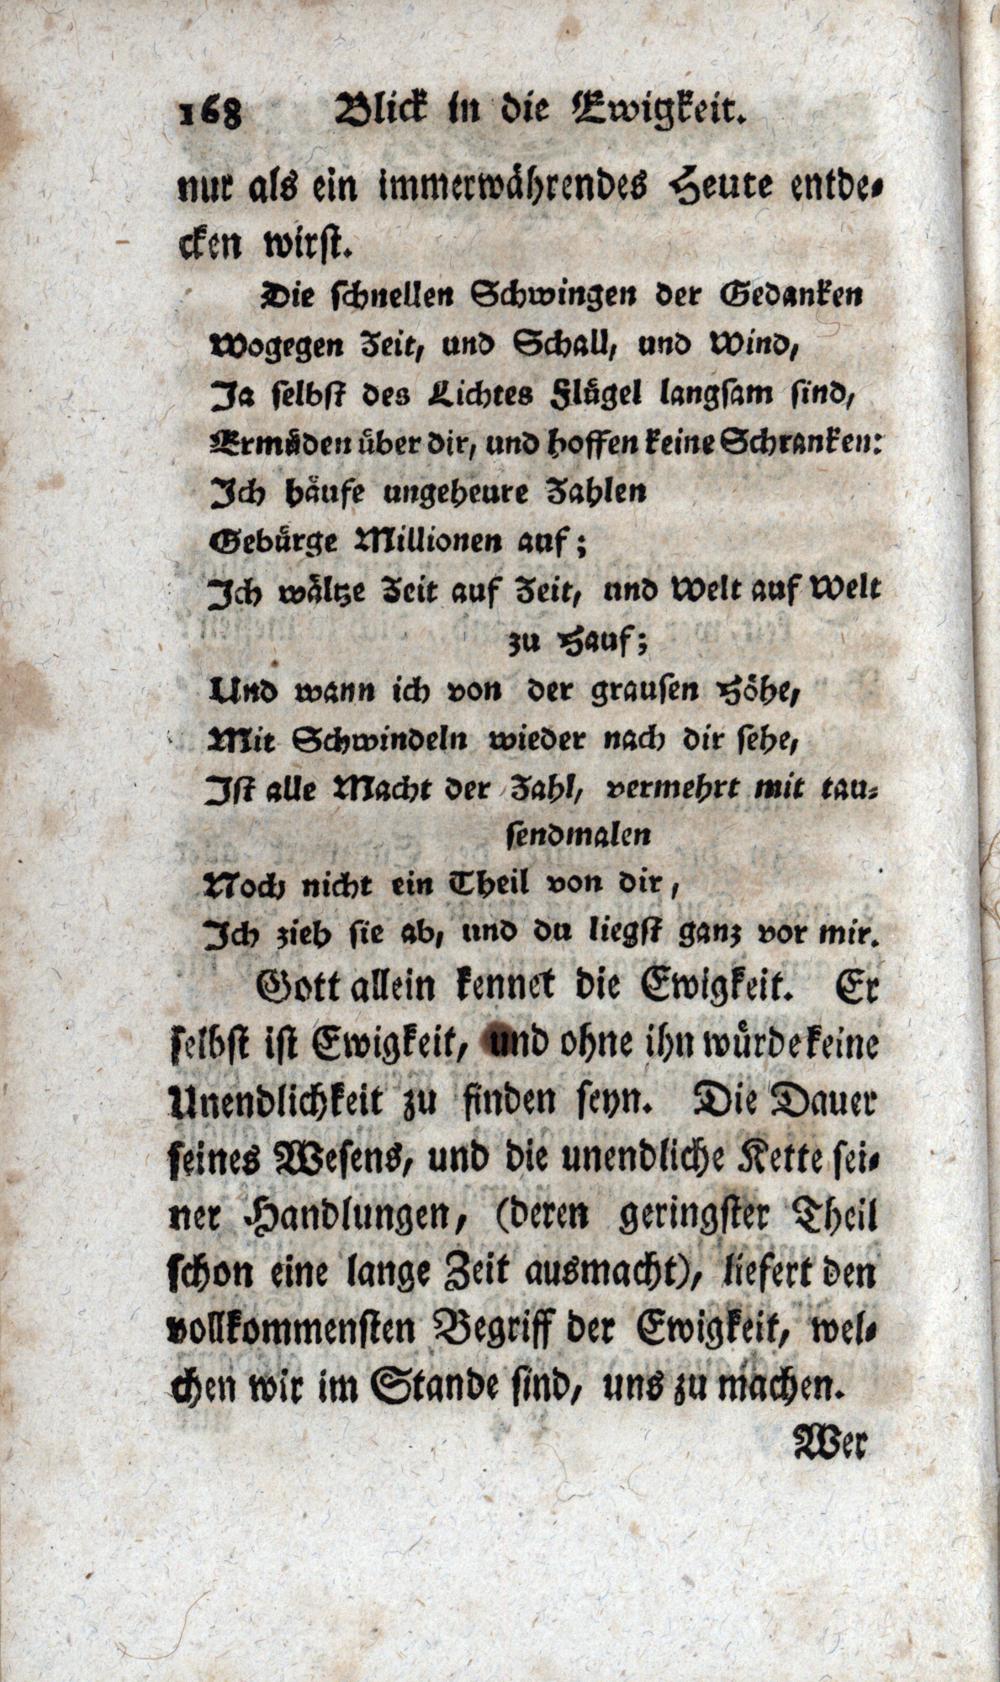 168 Blick in die Ewigkeit.
nur als ein immerwährendes Heute entde-
cken wirst.
Die schnellen Schwingen der Gedanken
Wogegen Zeit, und Schall, und Wind,
Ja selbst des Lichtes Flügel langsam sind,
Ermüden über dir, und hoffen keine Schranken:
Ich häufe ungeheure Zahlen
Gebürge Millionen auf;
Ich wältze Zeit auf Zeit, und Welt auf Welt
zu Hauf;
Und wann ich von der grausen Höhe,
Mit Schwindeln wieder nach dir sehe,
Ist alle Macht der Zahl, vermehrt mit tau-
sendmalen
Noch nicht ein Theil von dir,
Ich zieh sie ab, und du liegst ganz vor mir.
Gott allein kennet die Ewigkeit. Er
selbst ist Ewigkeit, und ohne ihn würde keine
Unendlichkeit zu finden seyn. Die Dauer
seines Wesens, und die unendliche Kette sei-
ner Handlungen, (deren geringster Theil
schon eine lange Zeit ausmacht), liefert den
vollkommensten Begriff der Ewigkeit, wel-
chen wir im Stande sind, uns zu machen.
Wer